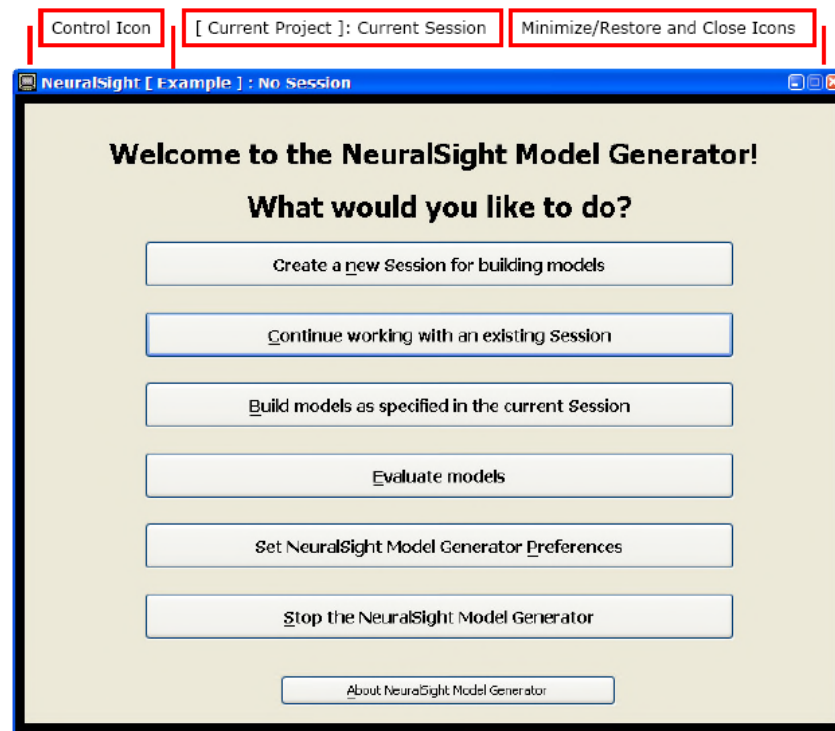 Control Icon
[ Current Project ]: Current Session
Minimize/Restore and Close Icons
NeuralSight [ Example ] : No Session
Welcome to the NeuralSight Model Generator!
What would you like to do?
Create a new Session for building models
Continue working with an existing Session
Build models as specified in the current Session
Evaluate models
Set NeuralSight Model Generator Preferences
Stop the NeuralSight Model Generator
About NeuralSight Model Generator